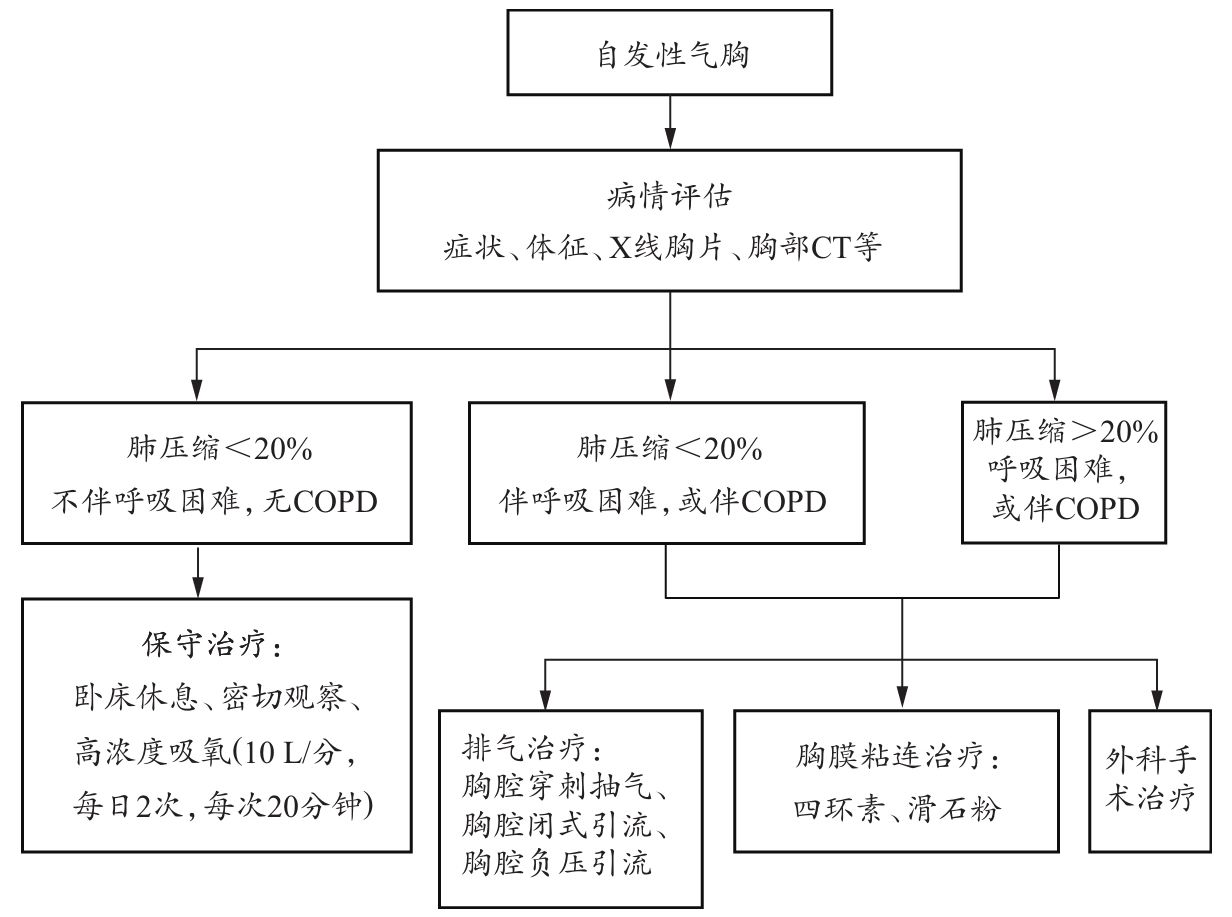 自发性气胸
病情评估
症状、体征、X线胸片、胸部CT等
肺压缩＜20%
不伴呼吸困难, 无COPD
肺压缩＜20%
伴呼吸困难, 或伴COPD
肺压缩＞20%
呼吸困难,
或伴COPD
保守治疗:
卧床休息、密切观察、
高浓度吸氧(10 L/分,
每日2次, 每次20分钟)
排气治疗:
胸腔穿刺抽气、
胸腔闭式引流、
胸腔负压引流
胸膜粘连治疗:
四环素、滑石粉
外科手
术治疗